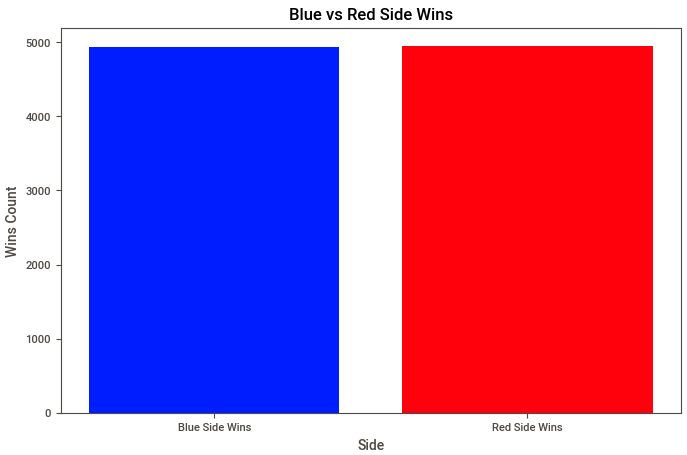 Blue vs Red Side Wins
Wins Count
5000
4000
3000
2000
1000
0
Blue Side Wins
Red Side Wins
Side